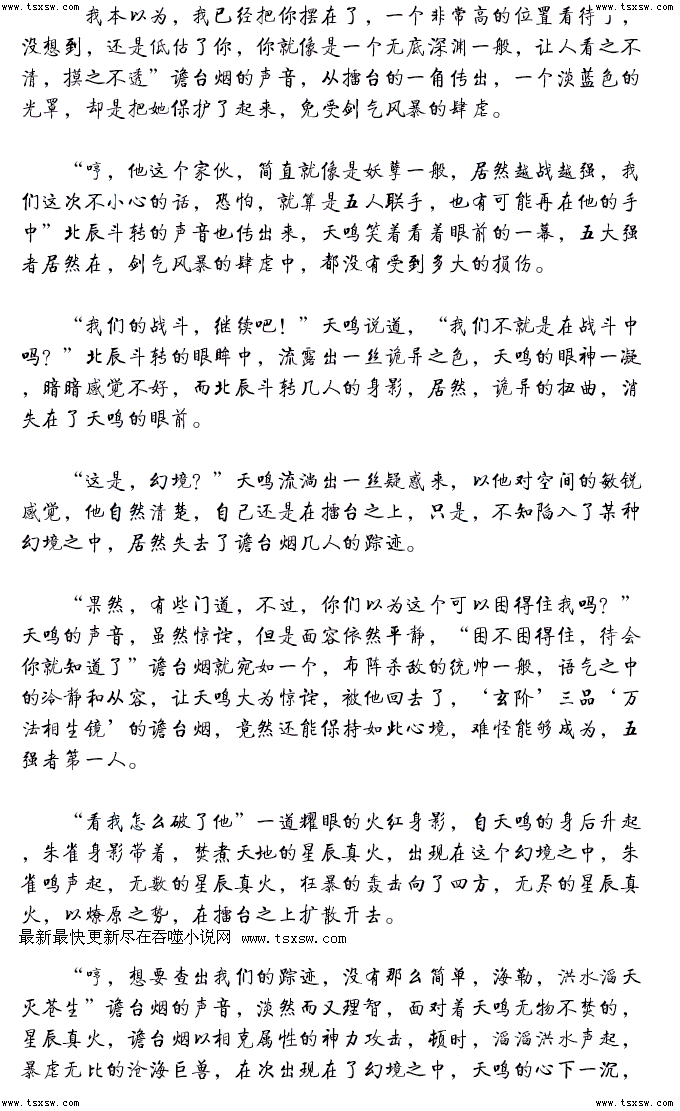 www.tsxsw.com www.tsxsw.com www.tsxsw.com
我本以为，我已经把你摆在了，一个非常高的位置看待了，
没想到，还是低估了你，你就像是一个无底深渊一般，让人看之不
清，摸之不透”谵台烟的声音，从擂台的一角传出，一个淡蓝色的
光罩，却是把她保护了起来，免受剑气风暴的肆虐。
“哼，他这个家伙，简直就像是妖孽一般，居然越战越强，我
们这次不小心的话，恐怕，就算是五人联手，也有可能再在他的手
中”北辰斗转的声音也传出来，天鸣笑着看着眼前的一幕，五大强
者居然在，剑气风暴的肆虐中，都没有受到多大的损伤。
“我们的战斗，继续吧！”天鸣说道，“我们不就是在战斗中
吗？”北辰斗转的眼眸中，流露出一丝诡异之色，天鸣的眼神一凝
，暗暗感觉不好，而北辰斗转几人的身影，居然，诡异的扭曲，消
失在了天鸣的眼前。
“这是，幻境？”天鸣流淌出一丝疑惑来，以他对空间的敏锐
感觉，他自然清楚，自己还是在擂台之上，只是，不知陷入了某种
幻境之中，居然失去了谵台烟几人的踪迹。
“果然，有些门道，不过，你们以为这个可以困得住我吗？”
天鸣的声音，虽然惊诧，但是面容依然平静，“困不困得住，待会
你就知道了”谵台烟就宛如一个，布阵杀敌的统帅一般，语气之中
的冷静和从容，让天鸣大为惊诧，被他回去了，‘玄阶’三品‘万
法相生镜’的谵台烟，竟然还能保持如此心境，难怪能够成为，五
强者第一人。
“看我怎么破了他”一道耀眼的火红身影，自天鸣的身后升起
，朱雀身影带着，焚煮天地的星辰真火，出现在这个幻境之中，朱
雀鸣声起，无数的星辰真火，狂暴的轰击向了四方，无尽的星辰真
火，以燎原之势，在擂台之上扩散开去。
最新最快更新尽在吞噬小说网 www.tsxsw.com
“哼，想要查出我们的踪迹，没有那么简单，海勒，洪水滔天
灭苍生”谵台烟的声音，淡然而又理智，面对着天鸣无物不焚的，
星辰真火，谵台烟以相克属性的神力攻击，顿时，滔滔洪水声起，
暴虐无比的沧海巨兽，在次出现在了幻境之中，天鸣的心下一沉，
www.tsxsw.com www.tsxsw.com www.tsxsw.com